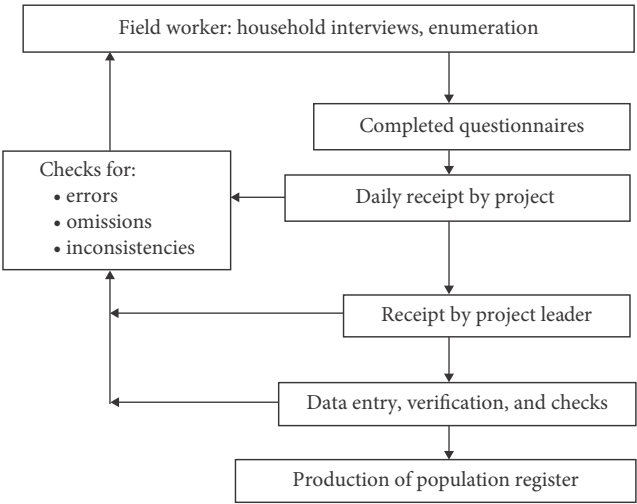 Field worker: household interviews, enumeration
Completed questionnaires
Checks for:
• errors
• omissions
• inconsistencies
Daily receipt by project
Receipt by project leader
Data entry, verification, and checks
Production of population register